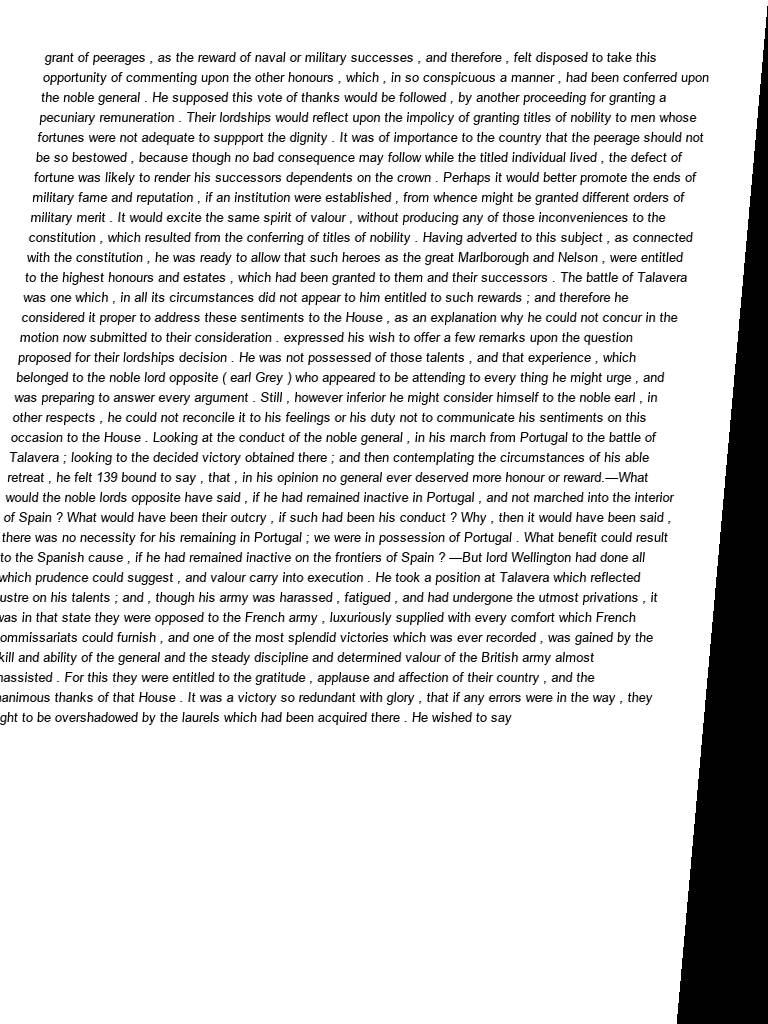 grant of peerages , as the reward of naval or military successes , and therefore , felt disposed to take this
opportunity of commenting upon the other honours , which , in so conspicuous a manner , had been conferred upon
the noble general . He supposed this vote of thanks would be followed , by another proceeding for granting a
pecuniary remuneration . Their lordships would reflect upon the impolicy of granting titles of nobility to men whose
fortunes were not adequate to suppport the dignity . It was of importance to the country that the peerage should not
be so bestowed , because though no bad consequence may follow while the titled individual lived , the defect of
fortune was likely to render his successors dependents on the crown . Perhaps it would better promote the ends of
military fame and reputation , if an institution were established , from whence might be granted different orders of
military merit . It would excite the same spirit of valour , without producing any of those inconveniences to the
constitution , which resulted from the conferring of titles of nobility . Having adverted to this subject , as connected
with the constitution , he was ready to allow that such heroes as the great Marlborough and Nelson , were entitled
to the highest honours and estates , which had been granted to them and their successors . The battle of Talavera
was one which , in all its circumstances did not appear to him entitled to such rewards ; and therefore he
considered it proper to address these sentiments to the House , as an explanation why he could not concur in the
motion now submitted to their consideration . expressed his wish to offer a few remarks upon the question
proposed for their lordships decision . He was not possessed of those talents , and that experience , which
belonged to the noble lord opposite ( earl Grey ) who appeared to be attending to every thing he might urge , and
was preparing to answer every argument . Still , however inferior he might consider himself to the noble earl , in
other respects , he could not reconcile it to his feelings or his duty not to communicate his sentiments on this
occasion to the House . Looking at the conduct of the noble general , in his march from Portugal to the battle of
Talavera ; looking to the decided victory obtained there ; and then contemplating the circumstances of his able
retreat , he felt 139 bound to say , that , in his opinion no general ever deserved more honour or reward.—What
would the noble lords opposite have said , if he had remained inactive in Portugal , and not marched into the interior
of Spain ? What would have been their outcry , if such had been his conduct ? Why , then it would have been said ,
there was no necessity for his remaining in Portugal ; we were in possession of Portugal . What benefit could result
to the Spanish cause , if he had remained inactive on the frontiers of Spain ? —But lord Wellington had done all
which prudence could suggest , and valour carry into execution . He took a position at Talavera which reflected
ustre on his talents ; and , though his army was harassed , fatigued , and had undergone the utmost privations , it
was in that state they were opposed to the French army , luxuriously supplied with every comfort which French
ommissariats could furnish , and one of the most splendid victories which was ever recorded , was gained by the
kill and ability of the general and the steady discipline and determined valour of the British army almost
nassisted . For this they were entitled to the gratitude , applause and affection of their country , and the
nanimous thanks of that House . It was a victory so redundant with glory , that if any errors were in the way , they
ght to be overshadowed by the laurels which had been acquired there . He wished to say